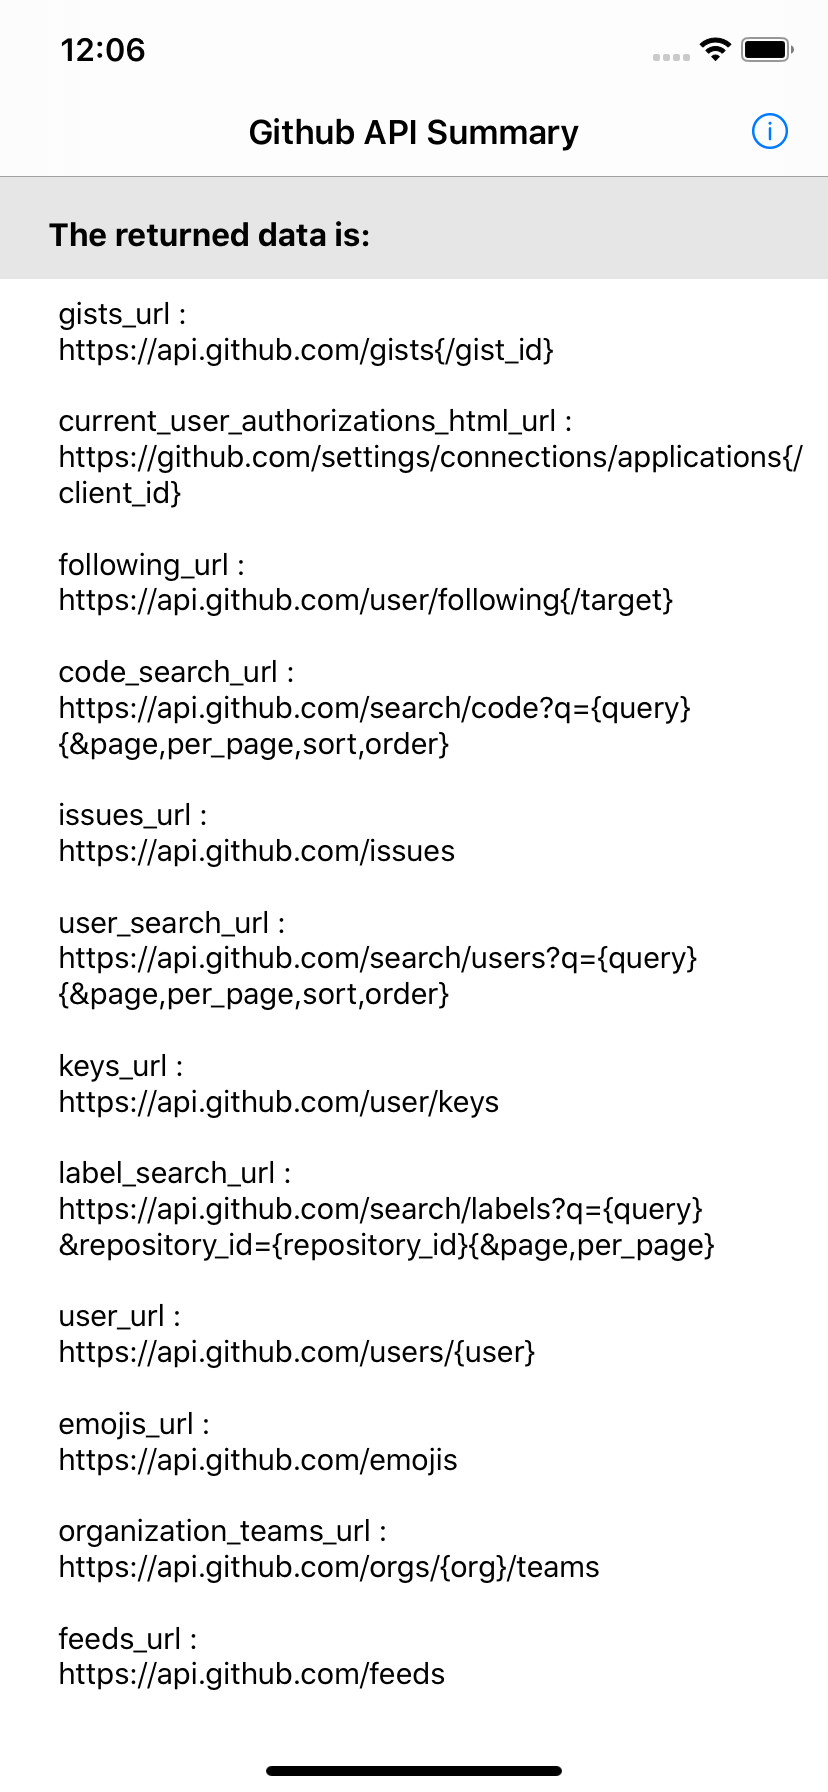 12:06
Github API Summary
The returned data is:
gists_url :
https://api.github.com/gists{/gist_id}
current_user_authorizations_html_url :
https://github.com/settings/connections/applications{/
client_id}
following_url :
https://api.github.com/user/following{/target}
code_search_url :
https://api.github.com/search/code?q={query}
{&page,per_page,sort,order}
issues_url :
https://api.github.com/issues
user_search_url :
https://api.github.com/search/users?q={query}
{&page,per_page,sort,order}
keys_url :
https://api.github.com/user/keys
label_search_url :
https://api.github.com/search/labels?q={query}
&repository_id={repository_id}{&page,per_page}
user_url :
https://api.github.com/users/{user}
emojis_url :
https://api.github.com/emojis
organization_teams_url :
https://api.github.com/orgs/{org}/teams
feeds_url :
https://api.github.com/feeds